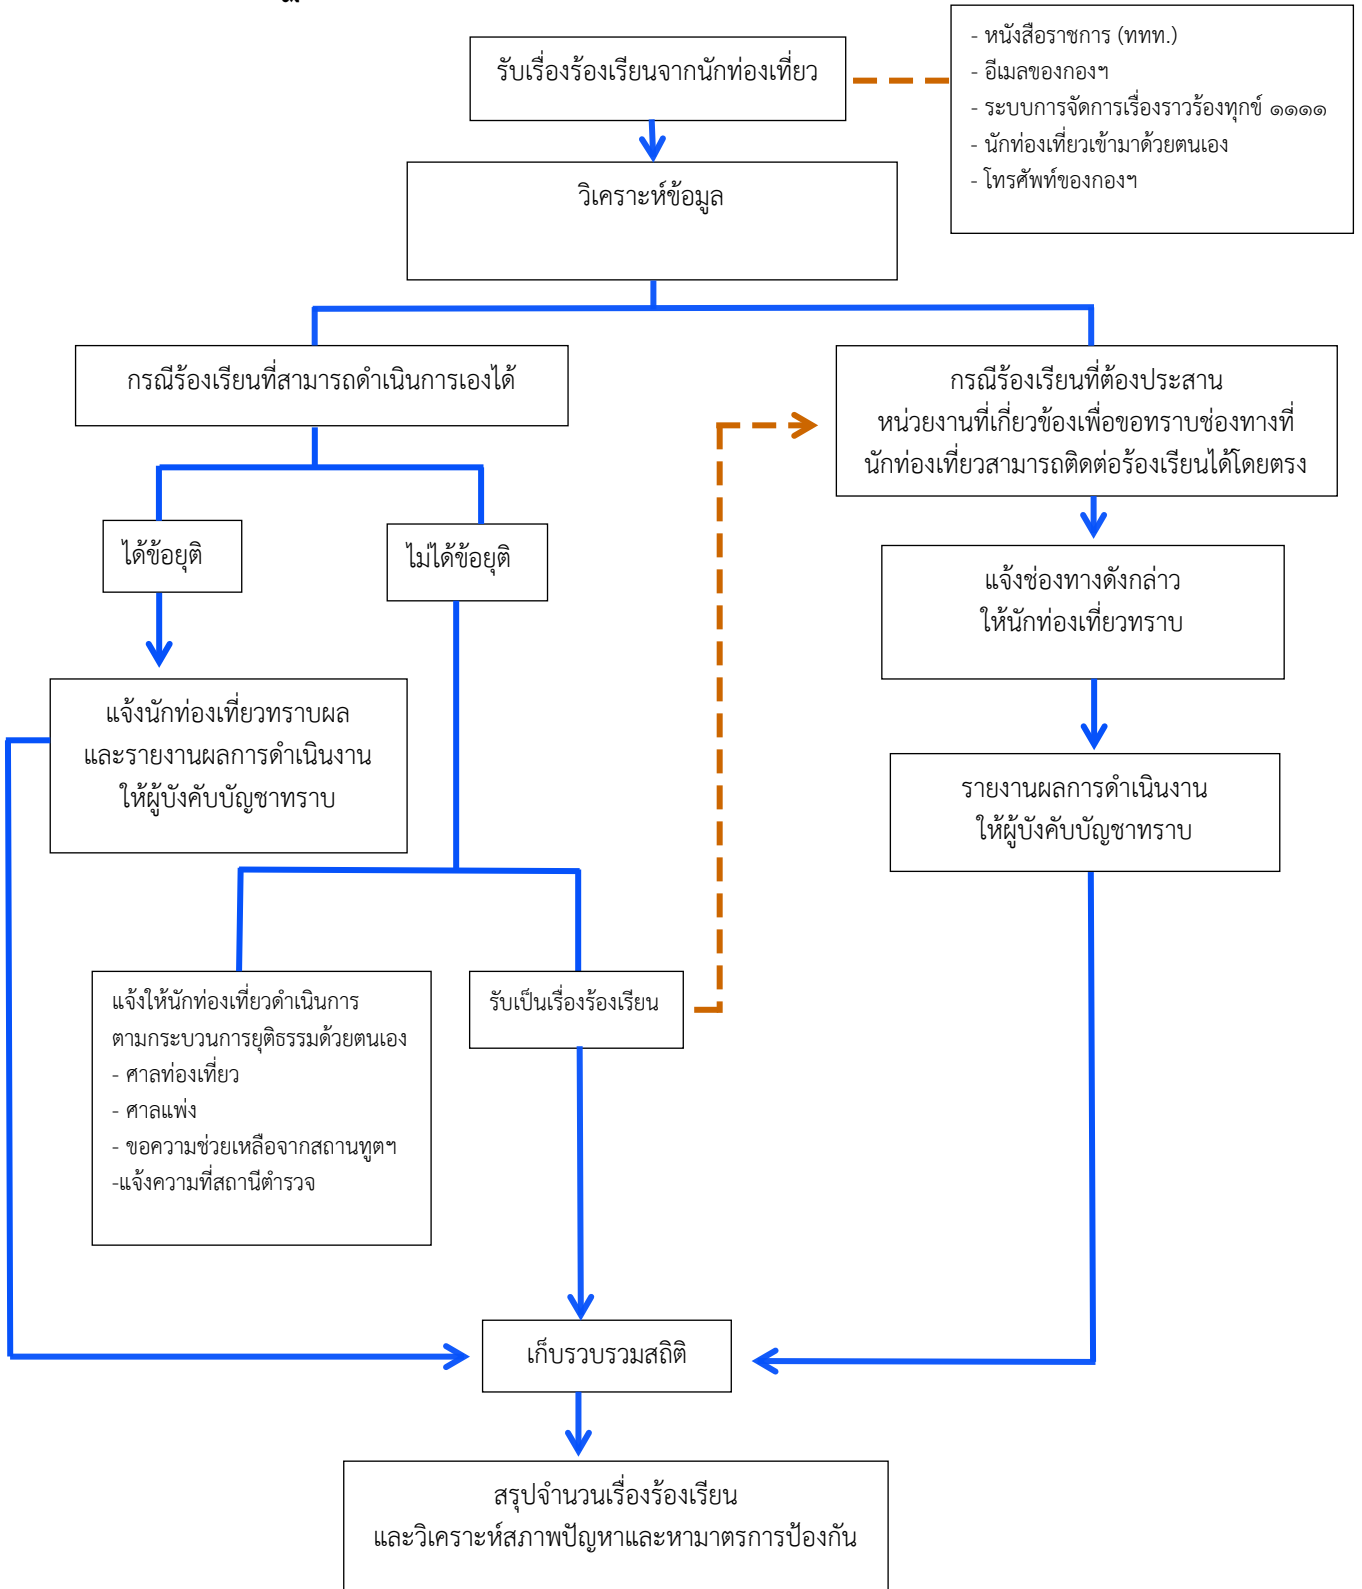 รับเรื่องร้องเรียนจากนักท่องเที่ยว
- หนังสือราชการ (ททท.)
- อีเมลของกองฯ
- ระบบการจัดการเรื่องราวร้องทุกข์ ๑๑๑๑
- นักท่องเที่ยวเข้ามาด้วยตนเอง
- โทรศัพท์ของกองฯ
วิเคราะห์ข้อมูล
กรณีร้องเรียนที่สามารถดำเนินการเองได้
กรณีร้องเรียนที่ต้องประสาน
หน่วยงานที่เกี่ยวข้องเพื่อขอทราบช่องทางที่
นักท่องเที่ยวสามารถติดต่อร้องเรียนได้โดยตรง
ได้ข้อยุติ
ไม่ได้ข้อยุติ
แจ้งช่องทางดังกล่าว
ให้นักท่องเที่ยวทราบ
แจ้งนักท่องเที่ยวทราบผล
และรายงานผลการดำเนินงาน
ให้ผู้บังคับบัญชาทราบ
รายงานผลการดำเนินงาน
ให้ผู้บังคับบัญชาทราบ
แจ้งให้นักท่องเที่ยวดำเนินการ
ตามกระบวนการยุติธรรมด้วยตนเอง
- ศาลท่องเที่ยว
- ศาลแพ่ง
- ขอความช่วยเหลือจากสถานทูตฯ
-แจ้งความที่สถานีตำรวจ
รับเป็นเรื่องร้องเรียน
เก็บรวบรวมสถิติ
สรุปจำนวนเรื่องร้องเรียน
และวิเคราะห์สภาพปัญหาและหามาตรการป้องกัน